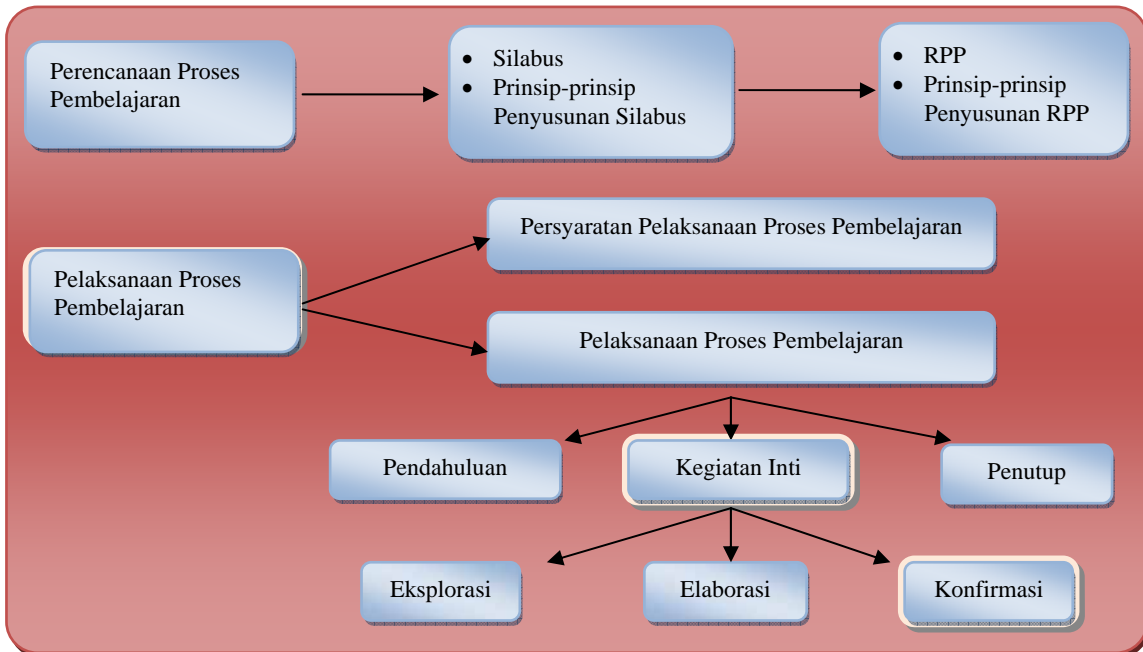 Perencanaan Proses
Pembelajaran
• Silabus
• Prinsip-prinsip
Penyusunan Silabus
• RPP
• Prinsip-prinsip
Penyusunan RPP
Persyaratan Pelaksanaan Proses Pembelajaran
Pelaksanaan Proses
Pembelajaran
Pelaksanaan Proses Pembelajaran
Pendahuluan
Kegiatan Inti
Penutup
Eksplorasi
Elaborasi
Konfirmasi